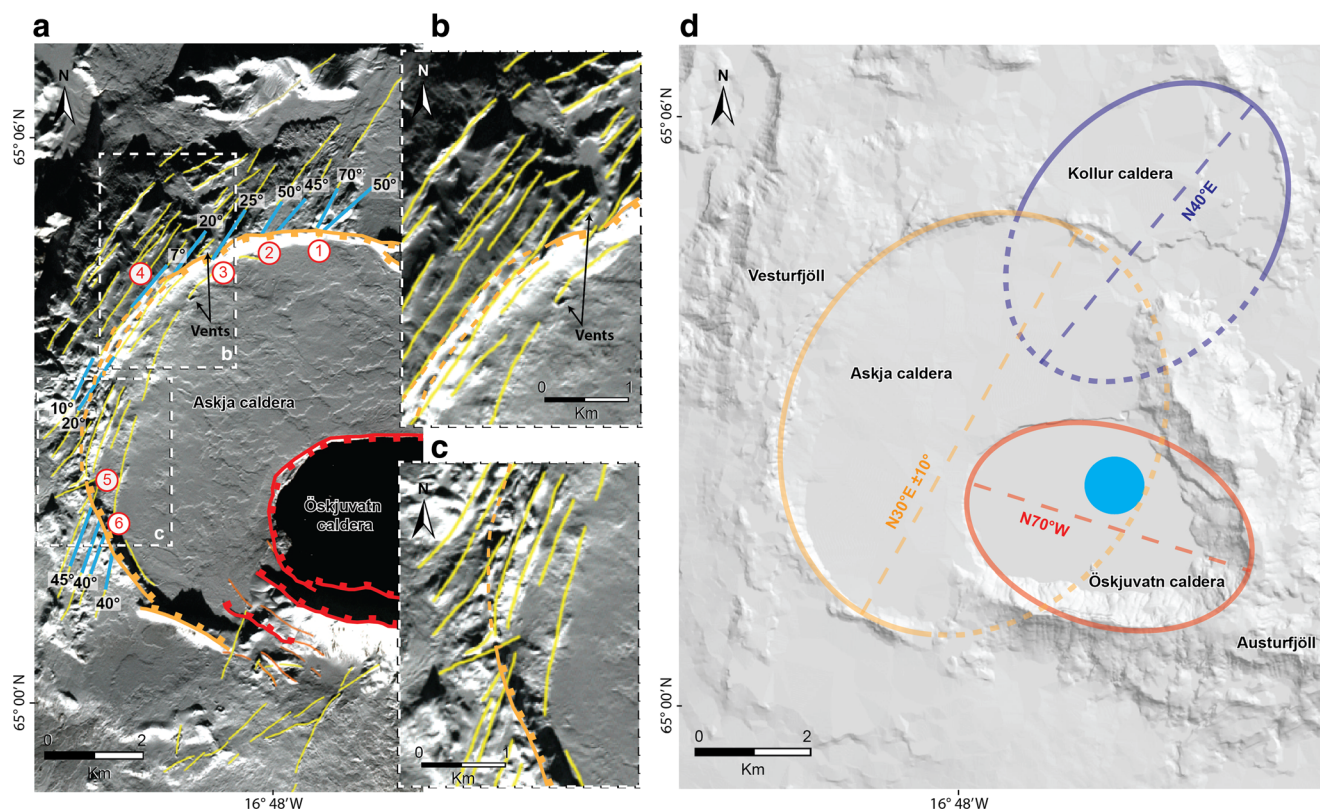 a
N
65° 06' N
50°
70°
45°
50°
25°
20°
7°
4
3
2
1
Vents
b
10°
20°
Askja caldera
5
6
c
45°
40°
40°
Öskjuvatn
caldera
65° 00' N
0 2
Km
16° 48' W
b
N
Vents
0 1
Km
c
N
0 1
Km
d
N
65° 06' N
Kollur caldera
N40°E
Vesturfjöll
Askja caldera
N30°E ±10°
N70°W
Öskjuvatn caldera
Austurfjöll
65° 00' N
0 2
Km
16° 48' W